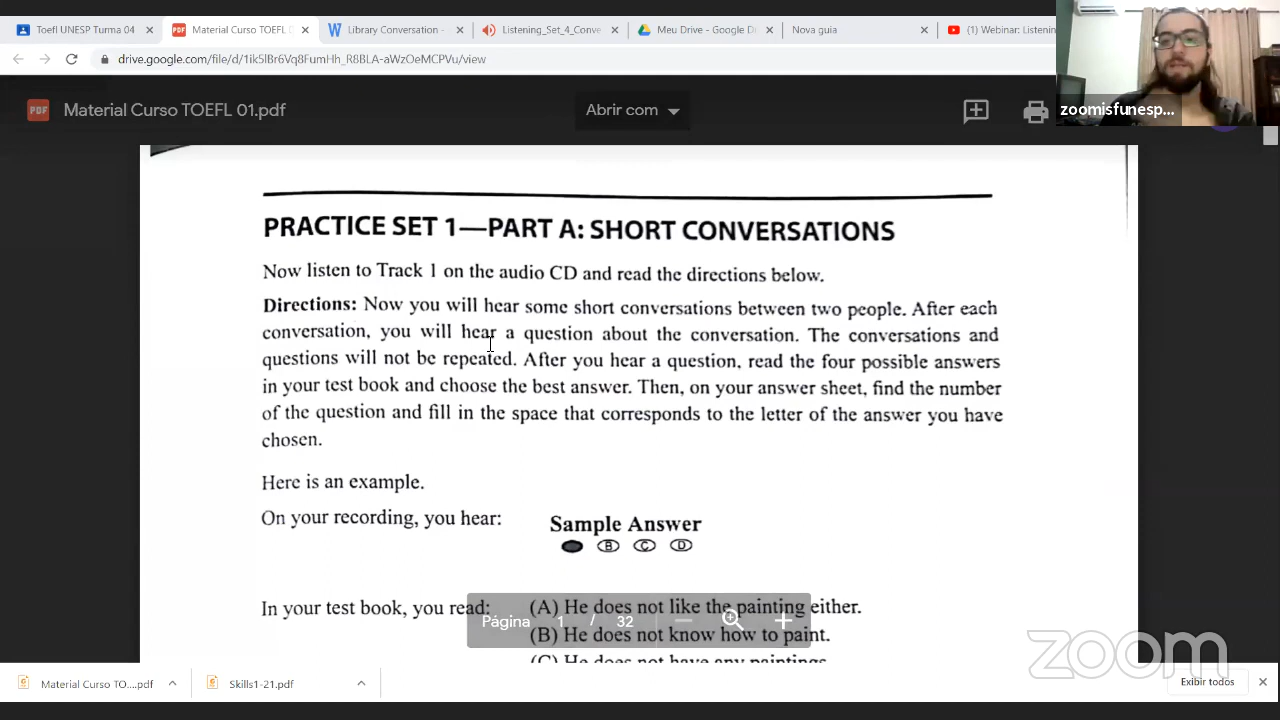 Toefl UNESP Turma 04
Material Curso TOEFL
Library Conversation -
Listening_Set_4_Conve
Meu Drive - Google D
Nova guia
(1) Webinar: Listenin
drive.google.com/file/d/1ik5lBr6Vq8FumHh_R8BLA-aWzOeMCPVu/view
PDF
Material Curso TOEFL 01.pdf
Abrir com
zoomisfunesp...
PRACTICE SET 1—PART A: SHORT CONVERSATIONS
Now listen to Track 1 on the audio CD and read the directions below.
Directions: Now you will hear some short conversations between two people. After each
conversation, you will hear a question about the conversation. The conversations and
questions will not be repeated. After you hear a question, read the four possible answers
in your test book and choose the best answer. Then, on your answer sheet, find the number
of the question and fill in the space that corresponds to the letter of the answer you have
chosen.
Here is an example.
On your recording, you hear:
Sample Answer
B C D
In your test book, you read:
(A) He does not like the painting either.
(B) He does not know how to paint.
(C) He does not have any paintings
Página 1 / 32
zoom
Material Curso TO....pdf
Skills1-21.pdf
Exibir todos